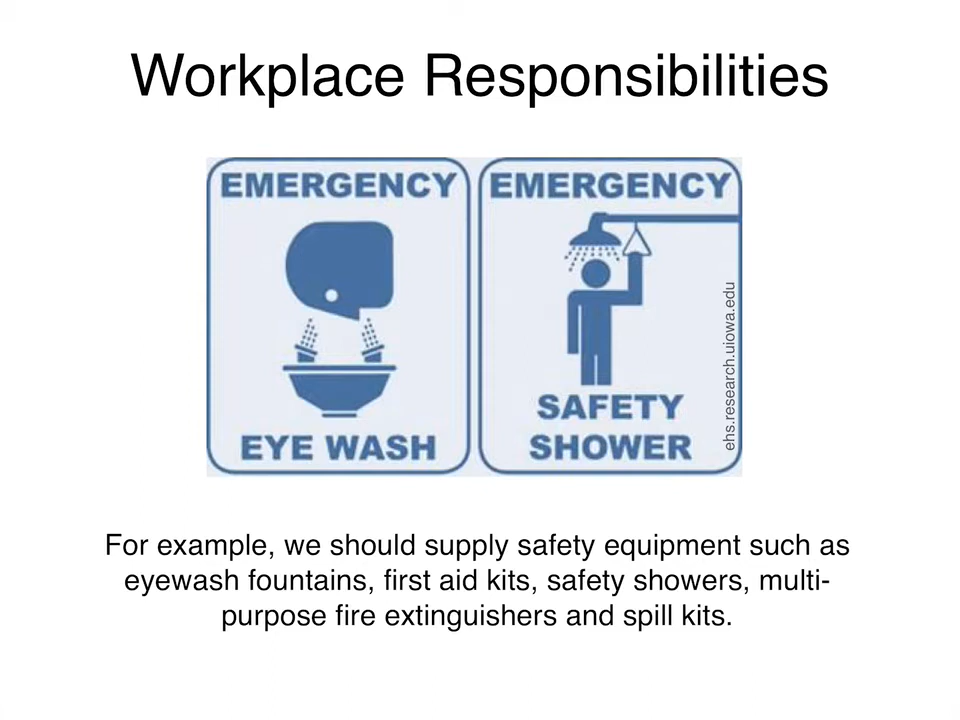 Workplace Responsibilities
EMERGENCY
EYE WASH
EMERGENCY
SAFETY
SHOWER
ehs.research.uiowa.edu
For example, we should supply safety equipment such as
eyewash fountains, first aid kits, safety showers, multi-
purpose fire extinguishers and spill kits.